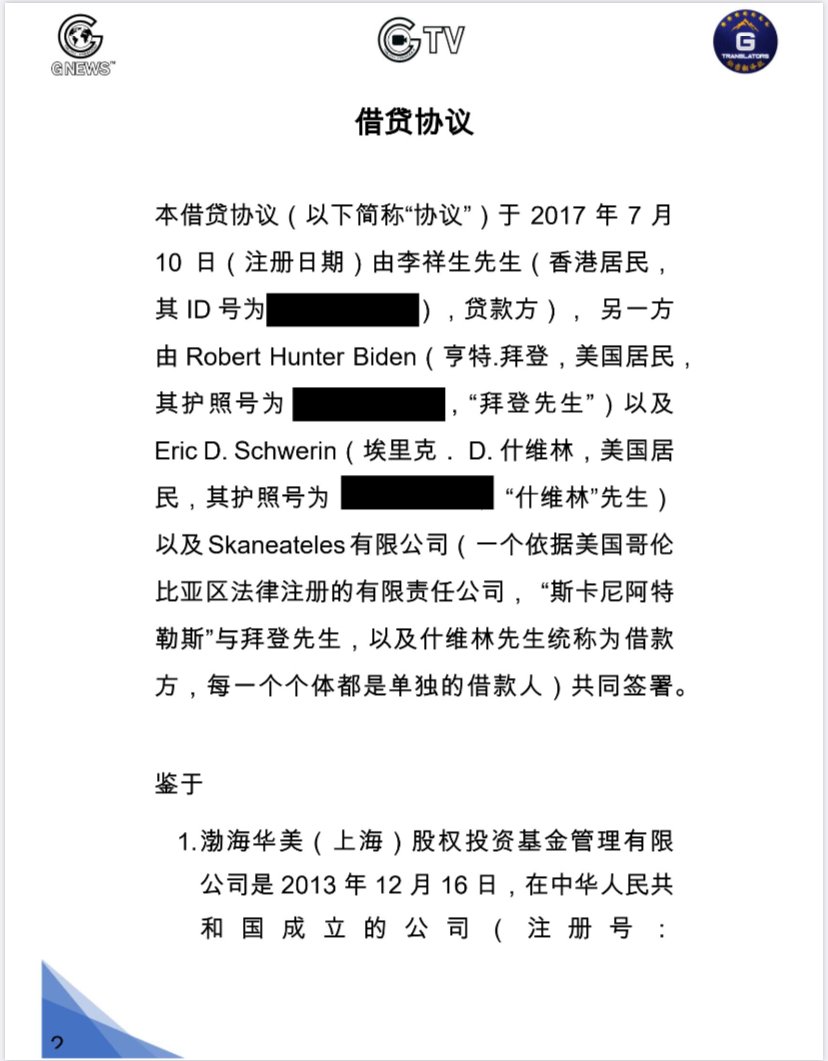 G NEWS™
GTV
G
TRANSLATORS
借贷协议
本借贷协议（以下简称“协议”）于 2017 年 7 月
10 日（注册日期）由李祥生先生（香港居民，
其 ID 号为），贷款方）， 另一方
由 Robert Hunter Biden（亨特.拜登，美国居民，
其护照号为 ，“拜登先生”）以及
Eric D. Schwerin（埃里克． D. 什维林，美国居
民，其护照号为 “什维林”先生）
以及 Skaneateles 有限公司（一个依据美国哥伦
比亚区法律注册的有限责任公司， “斯卡尼阿特
勒斯”与拜登先生，以及什维林先生统称为借款
方，每一个个体都是单独的借款人）共同签署。
鉴于
1.渤海华美（上海）股权投资基金管理有限
公司是 2013 年 12 月 16 日，在中华人民共
和国成立的公司（注册号：
2